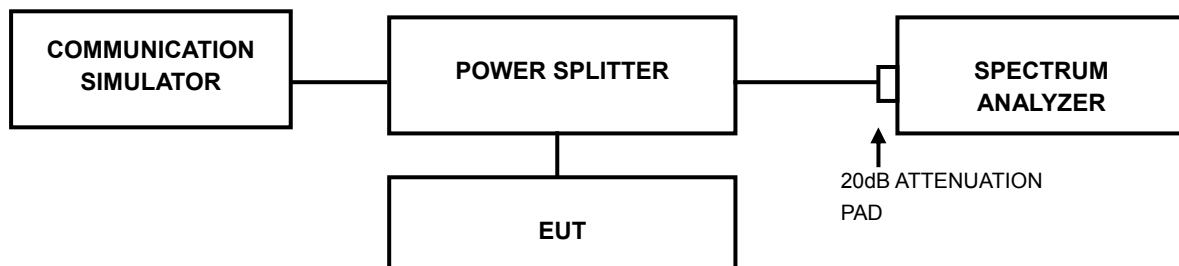 COMMUNICATION
SIMULATOR
POWER SPLITTER
SPECTRUM
ANALYZER
20dB ATTENUATION
PAD
EUT